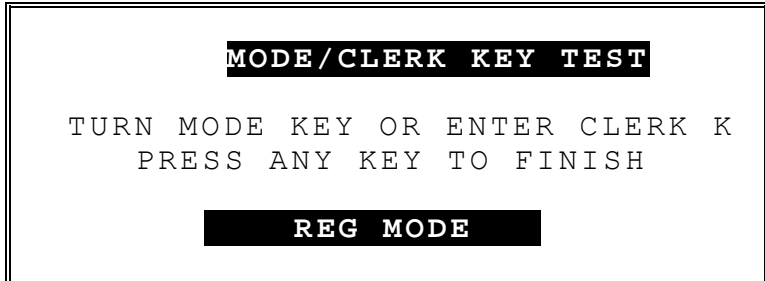 MODE/CLERK KEY TEST
TURN MODE KEY OR ENTER CLERK K
PRESS ANY KEY TO FINISH
REG MODE